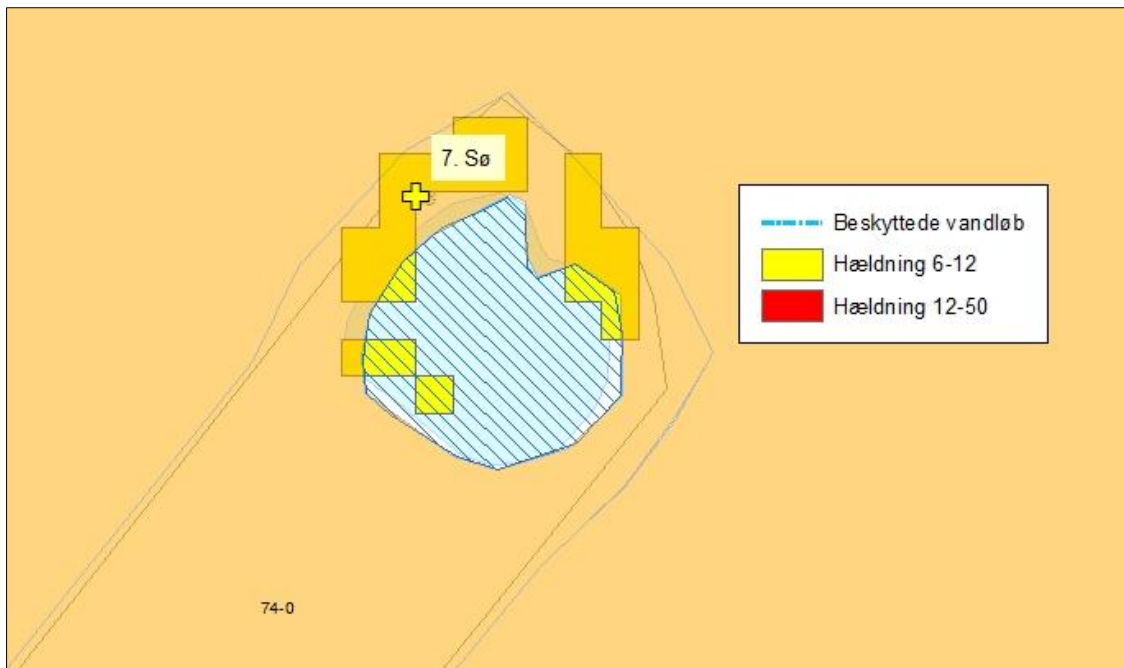 7. Sø
Beskyttede vandløb
Hældning 6-12
Hældning 12-50
74-0